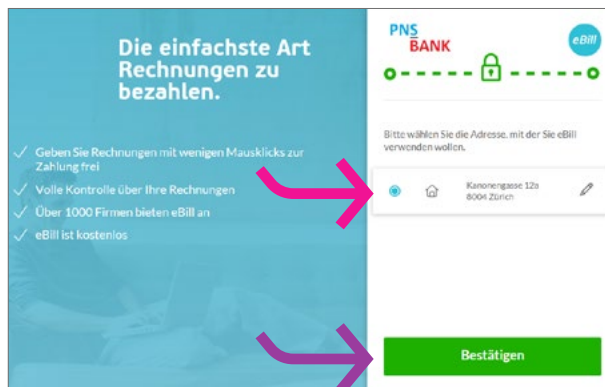 Die einfachste Art
Rechnungen zu
bezahlen.
Geben Sie Rechnungen mit wenigen Mausklicks zur
Zahlung frei
Volle Kontrolle über Ihre Rechnungen
Über 1000 Firmen bieten eBill an
eBill ist kostenlos
PNS
BANK
eBill
Bitte wählen Sie die Adresse, mit der Sie eBill
verwenden wollen.
Kanonengasse 12a
8004 Zürich
Bestätigen